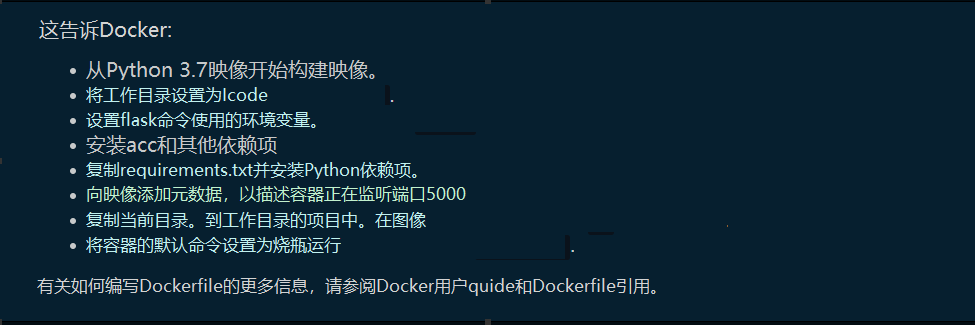 这告诉Docker:
从Python 3.7映像开始构建映像。
将工作目录设置为Icode .
设置flask命令使用的环境变量。
安装acc和其他依赖项
复制requirements.txt并安装Python依赖项。
向映像添加元数据，以描述容器正在监听端口5000
复制当前目录。到工作目录的项目中。在图像
将容器的默认命令设置为烧瓶运行 .
有关如何编写Dockerfile的更多信息，请参阅Docker用户quide和Dockerfile引用。